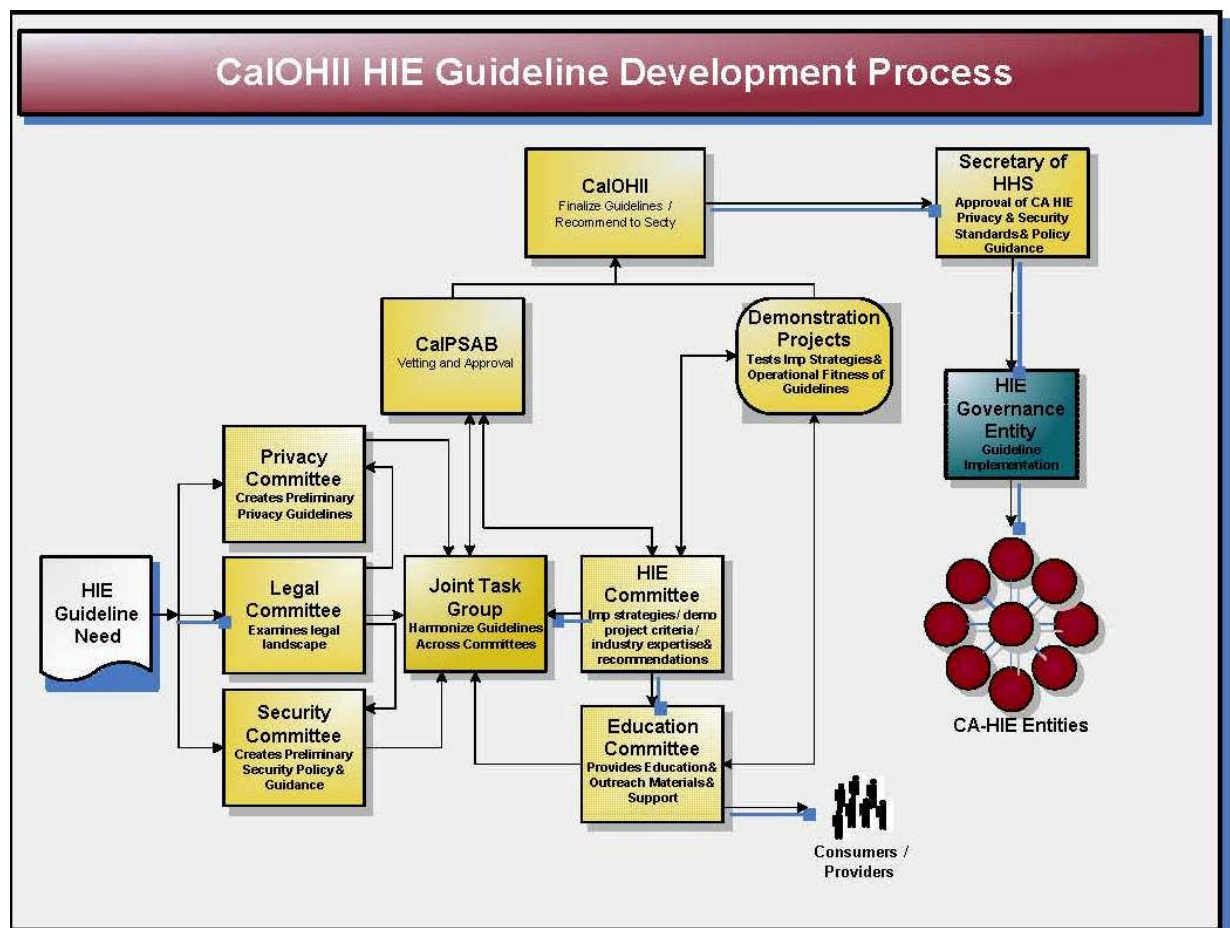 CalOHII HIE Guideline Development Process
CalOHII
Finalize Guidelines /
Recommend to Secty
Secretary of
HHS
Approval of CA HIE
Privacy & Security
Standards& Policy
Guidance
CalPSAB
Vetting and Approval
Demonstration
Projects
Tests Imp Strategies&
Operational Fitness of
Guidelines
HIE
Governance
Entity
Guideline
Implementation
Privacy
Committee
Creates Preliminary
Privacy Guidelines
HIE
Guideline
Need
Legal
Committee
Examines legal
landscape
Joint Task
Group
Harmonize Guidelines
Across Committees
HIE
Committee
Imp strategies/ demo
project criteria/
industry expertise&
recommendations
Security
Committee
Creates Preliminary
Security Policy&
Guidance
Education
Committee
Provides Education&
Outreach Materials&
Support
CA-HIE Entities
Consumers /
Providers